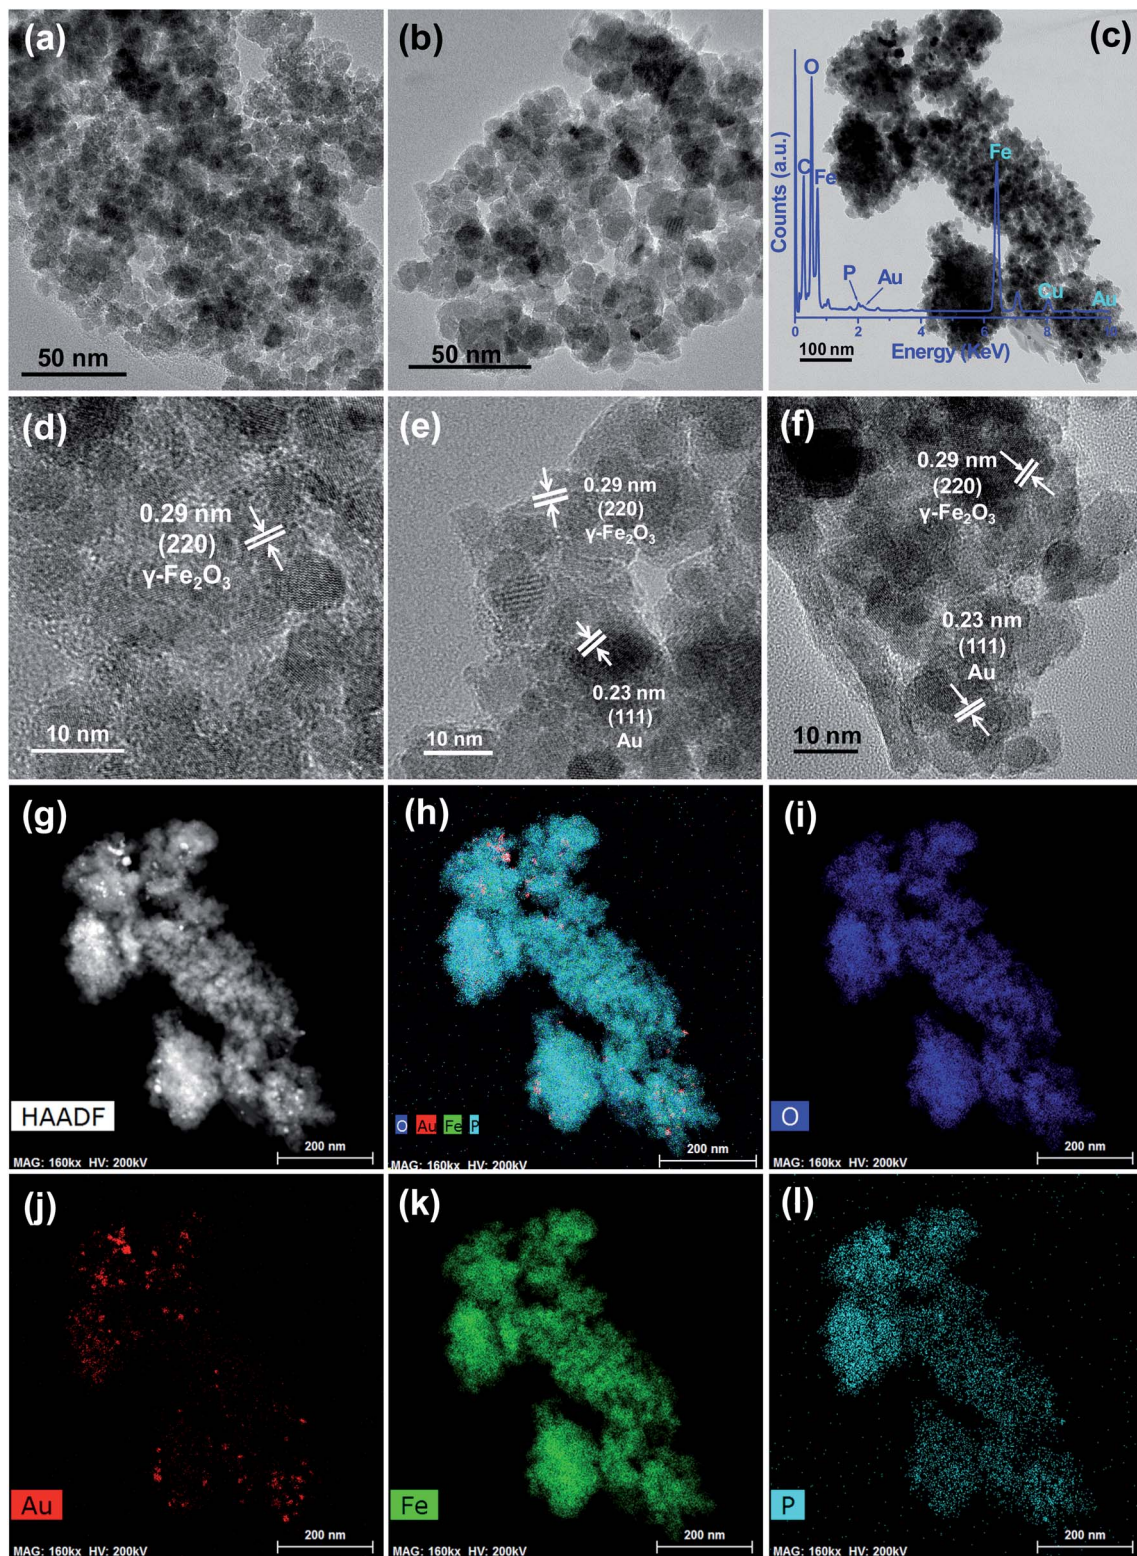 (a)
50 nm
(b)
50 nm
(c)
Counts (a.u.)
C
O
Fe
P
Au
Fe
Cu
Au
0
2
4
6
8
Energy (KeV)
100 nm
(d)
0.29 nm
(220)
γ-Fe₂O₃
10 nm
(e)
0.29 nm
(220)
γ-Fe₂O₃
0.23 nm
(111)
Au
10 nm
(f)
0.29 nm
(220)
γ-Fe₂O₃
0.23 nm
(111)
Au
10 nm
(g)
HAADF
200 nm
MAG: 160kx HV: 200kV
(h)
O Au Fe P
200 nm
MAG: 160kx HV: 200kV
(i)
O
200 nm
MAG: 160kx HV: 200kV
(j)
Au
200 nm
MAG: 160kx HV: 200kV
(k)
Fe
200 nm
MAG: 160kx HV: 200kV
(l)
P
200 nm
MAG: 160kx HV: 200kV